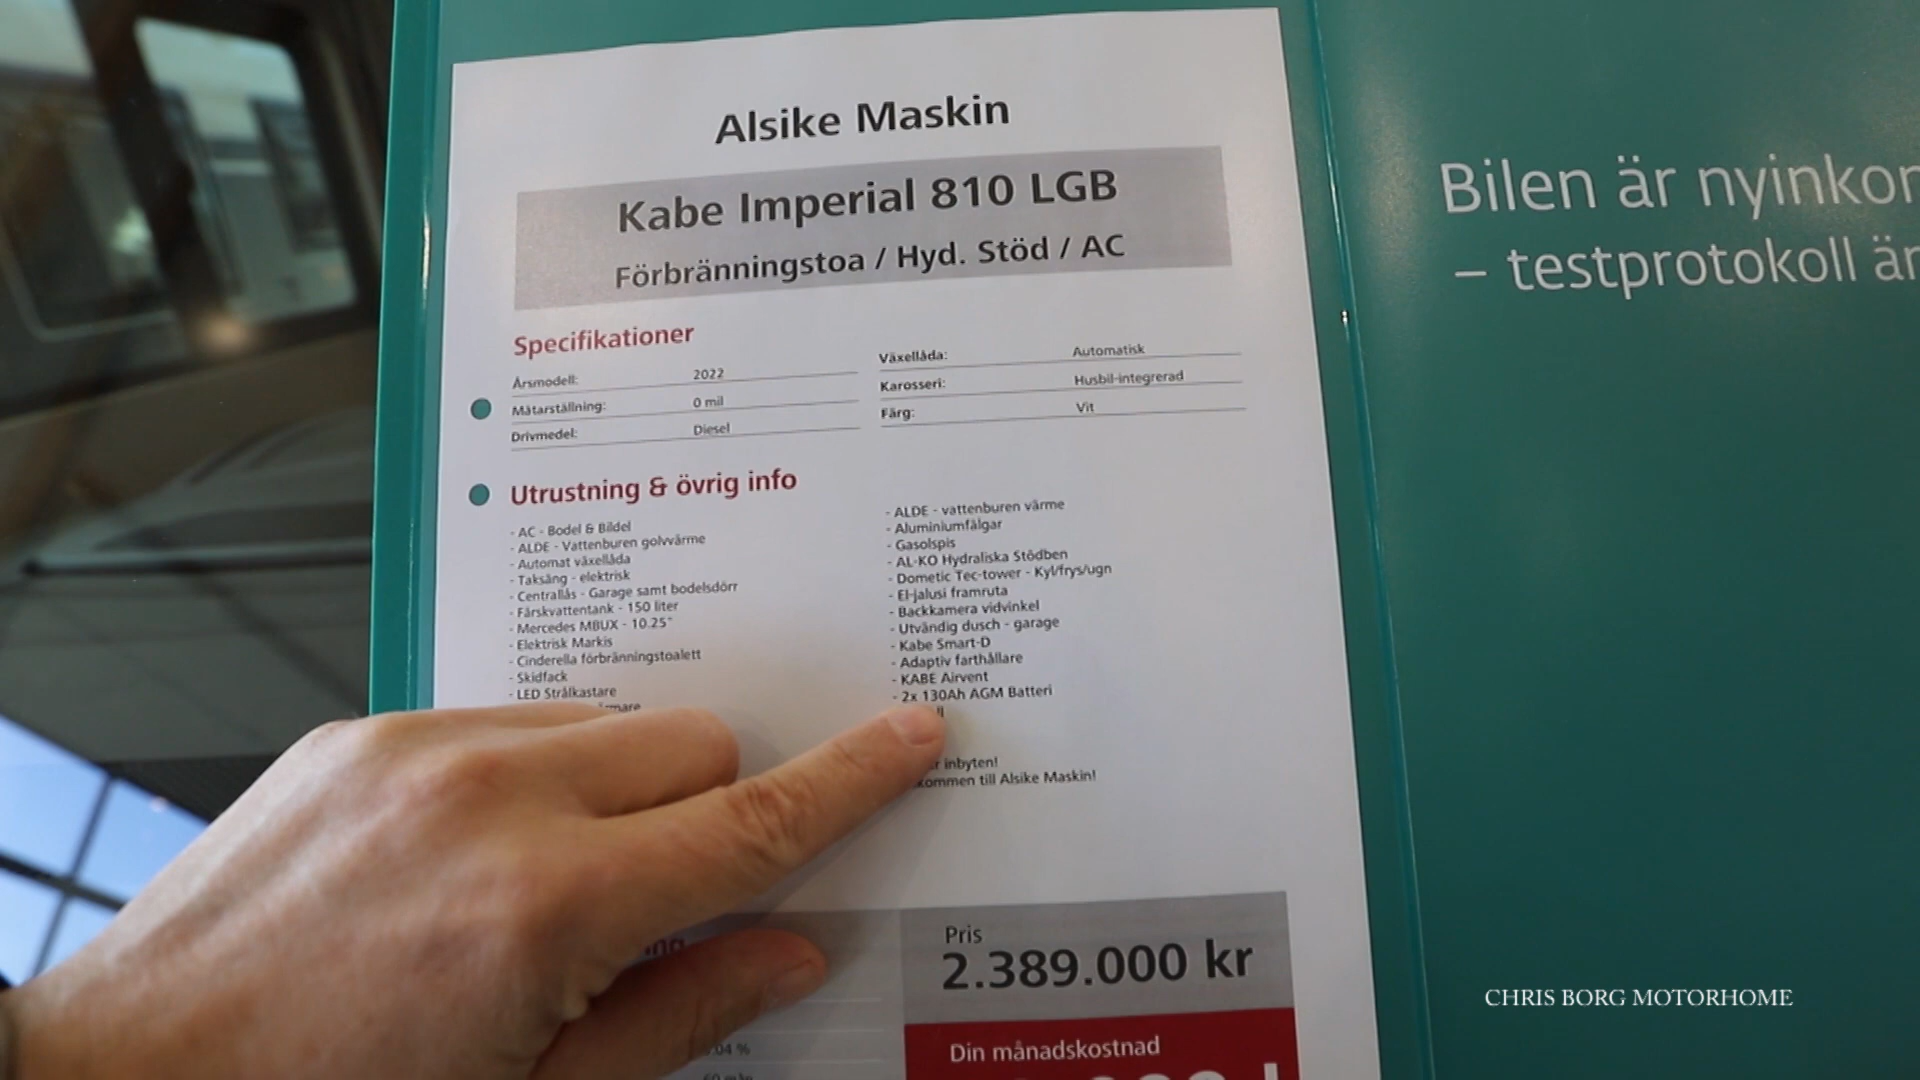 Alsike Maskin
Kabe Imperial 810 LGB
Förbränningstoa / Hyd. Stöd / AC
Specifikationer
Årsmodell: 2022
Mätarställning: 0 mil
Drivmedel: Diesel
Växellåda: Automatisk
Karosseri: Husbil-integrerad
Färg: Vit
Utrustning & övrig info
- AC - Bodel & Bildel
- ALDE - Vattenburen golvvärme
- Automat växellåda
- Taksäng - elektrisk
- Centrallås - Garage samt bodelsdörr
- Färskvattentank - 150 liter
- Mercedes MBUX - 10.25"
- Elektrisk Markis
- Cinderella förbränningstoalett
- Skidfack
- LED Strålkastare
- ALDE - vattenburen värme
- Aluminiumfälgar
- Gasolspis
- AL-KO Hydraliska Stödben
- Dometic Tec-tower - Kyl/frys/ugn
- El-jalusi framruta
- Backkamera vidvinkel
- Utvändig dusch - garage
- Kabe Smart-D
- Adaptiv farthållare
- KABE Airvent
- 2x 130Ah AGM Batteri
inbyten!
till Alsike Maskin!
Pris
2.389.000 kr
Din månadskostnad
Bilen är
– testprotokoll
CHRIS BORG MOTORHOME